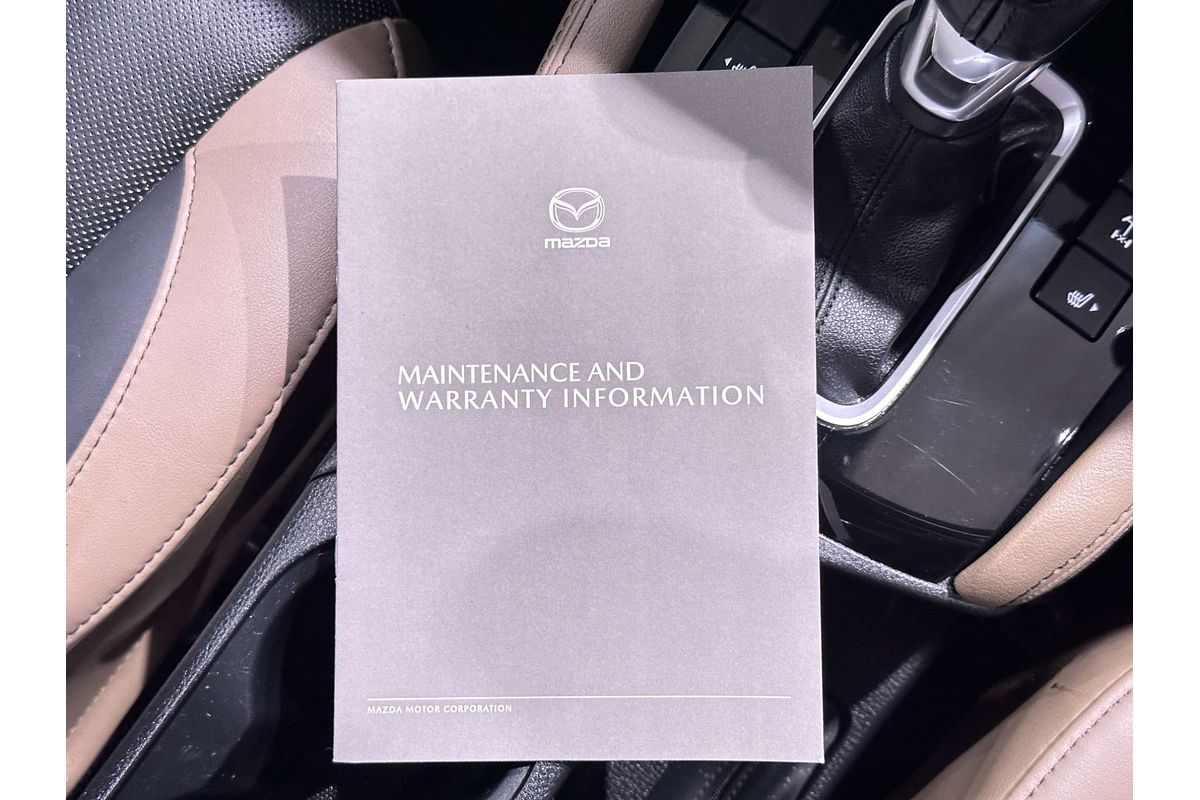 mazda
MAINTENANCE AND
WARRANTY INFORMATION
MAZDA MOTOR CORPORATION